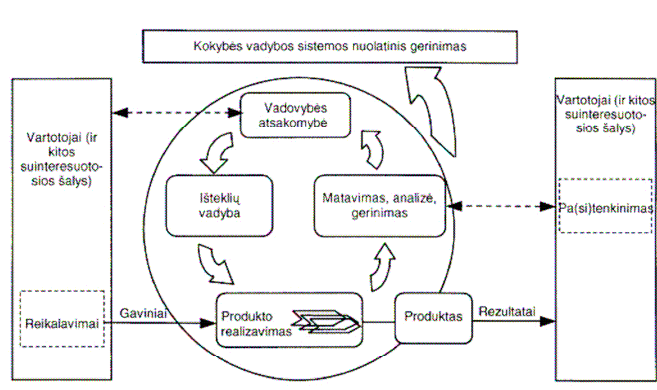 Kokybės vadybos sistemos nuolatinis gerinimas
Vartotojai (ir
kitos
suinteresuoto-
sios šalys)
Reikalavimai
Gaviniai
Vadovybės
atsakomybė
Išteklių
vadyba
Matavimas, analizė,
gerinimas
Produkto
realizavimas
Produktas
Rezultatai
Vartotojai (ir kitos
suinteresuoto-
sios šalys)
Pa(si)tenkinimas